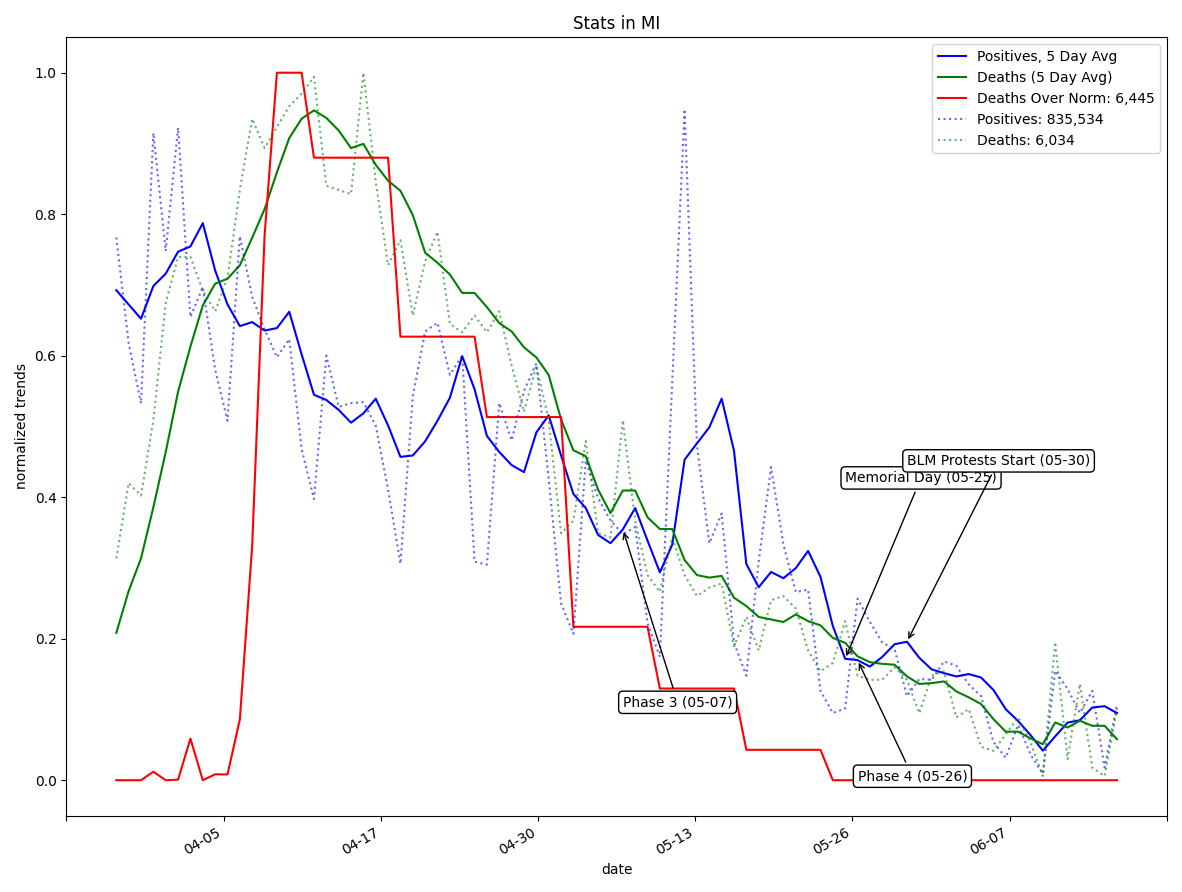 Stats in MI
Positives, 5 Day Avg
Deaths (5 Day Avg)
Deaths Over Norm: 6,445
Positives: 835,534
Deaths: 6,034
normalized trends
1.0
0.8
0.6
0.4
0.2
0.0
BLM Protests Start (05-30)
Memorial Day (05-25)
Phase 3 (05-07)
Phase 4 (05-26)
04-05
04-17
04-30
05-13
05-26
06-07
date